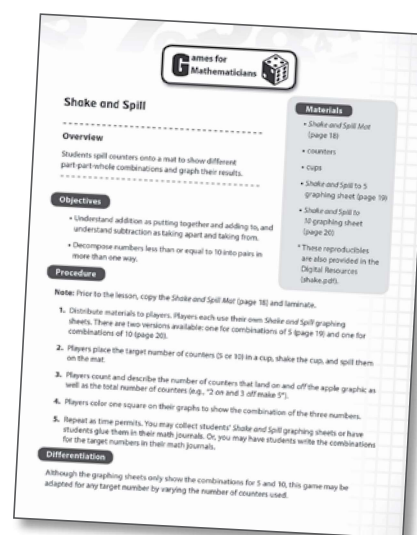 Games for
Mathematicians
Shake and Spill
Overview
Students spill counters onto a mat to show different
part-part-whole combinations and graph their results.
Materials
• Shake and Spill Mat
(page 18)
• counters
• cups
• Shake and Spill to 5
graphing sheet (page 19)
• Shake and Spill to
10 graphing sheet
(page 20)
* These reproducibles
are also provided in the
Digital Resources
(shake.pdf).
Objectives
• Understand addition as putting together and adding to, and
understand subtraction as taking apart and taking from.
• Decompose numbers less than or equal to 10 into pairs in
more than one way.
Procedure
Note: Prior to the lesson, copy the Shake and Spill Mat (page 18) and laminate.
1. Distribute materials to players. Players each use their own Shake and Spill graphing
sheets. There are two versions available: one for combinations of 5 (page 19) and one for
combinations of 10 (page 20).
2. Players place the target number of counters (5 or 10) in a cup, shake the cup, and spill them
on the mat.
3. Players count and describe the number of counters that land on and off the apple graphic as
well as the total number of counters (e.g., "2 on and 3 off make 5").
4. Players color one square on their graphs to show the combination of the three numbers.
5. Repeat as time permits. You may collect students' Shake and Spill graphing sheets or have
students glue them in their math journals. Or, you may have students write the combinations
for the target numbers in their math journals.
Differentiation
Although the graphing sheets only show the combinations for 5 and 10, this game may be
adapted for any target number by varying the number of counters used.